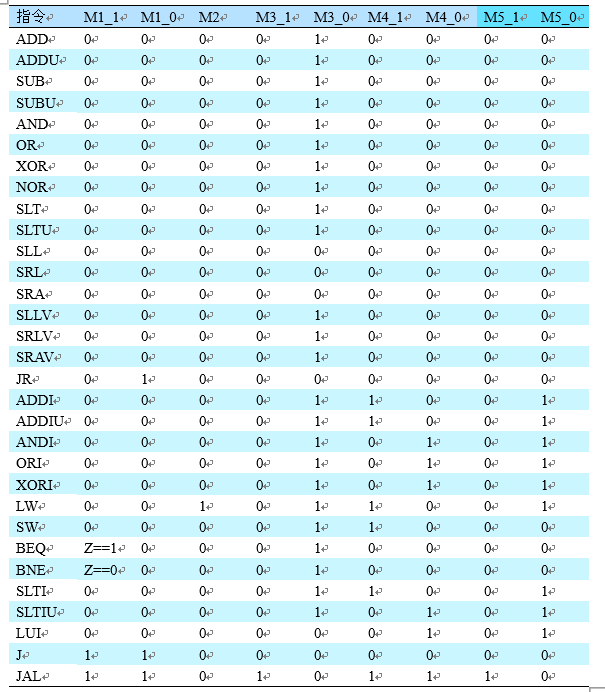 指令 M1_1 M1_0 M2 M3_1 M3_0 M4_1 M4_0 M5_1 M5_0
ADD 0 0 0 0 1 0 0 0 0
ADDU 0 0 0 0 1 0 0 0 0
SUB 0 0 0 0 1 0 0 0 0
SUBU 0 0 0 0 1 0 0 0 0
AND 0 0 0 0 1 0 0 0 0
OR 0 0 0 0 1 0 0 0 0
XOR 0 0 0 0 1 0 0 0 0
NOR 0 0 0 0 1 0 0 0 0
SLT 0 0 0 0 1 0 0 0 0
SLTU 0 0 0 0 1 0 0 0 0
SLL 0 0 0 0 0 0 0 0 0
SRL 0 0 0 0 0 0 0 0 0
SRA 0 0 0 0 0 0 0 0 0
SLLV 0 0 0 0 1 0 0 0 0
SRLV 0 0 0 0 1 0 0 0 0
SRAV 0 0 0 0 1 0 0 0 0
JR 0 1 0 0 0 0 0 0 0
ADDI 0 0 0 0 1 1 0 0 1
ADDIU 0 0 0 0 1 1 0 0 1
ANDI 0 0 0 0 1 0 1 0 1
ORI 0 0 0 0 1 0 1 0 1
XORI 0 0 0 0 1 0 1 0 1
LW 0 0 1 0 1 1 0 0 1
SW 0 0 0 0 1 1 0 0 0
BEQ Z==1 0 0 0 1 0 0 0 0
BNE Z==0 0 0 0 1 0 0 0 0
SLTI 0 0 0 0 1 1 0 0 1
SLTIU 0 0 0 0 1 0 1 0 1
LUI 0 0 0 0 0 0 1 0 1
J 1 1 0 0 0 0 0 0 0
JAL 1 1 0 1 0 1 1 1 0